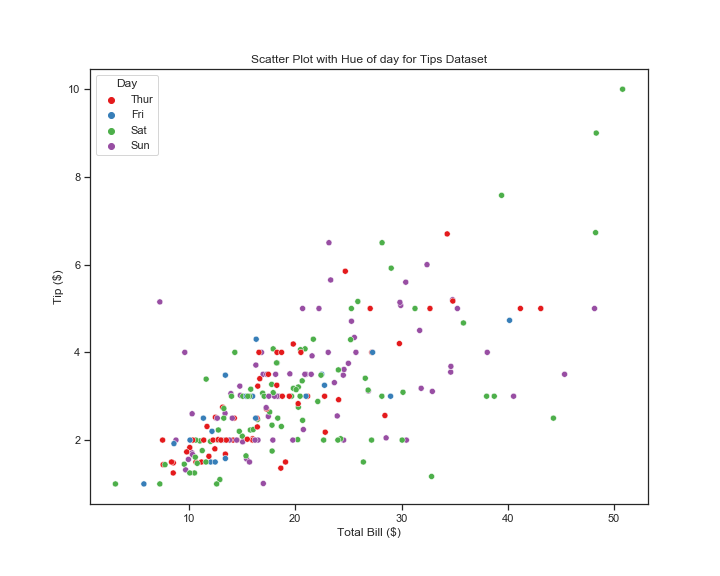 Scatter Plot with Hue of day for Tips Dataset
Day
Thur
Fri
Sat
Sun
10
8
6
4
2
Tip ($)
10
20
30
40
50
Total Bill ($)